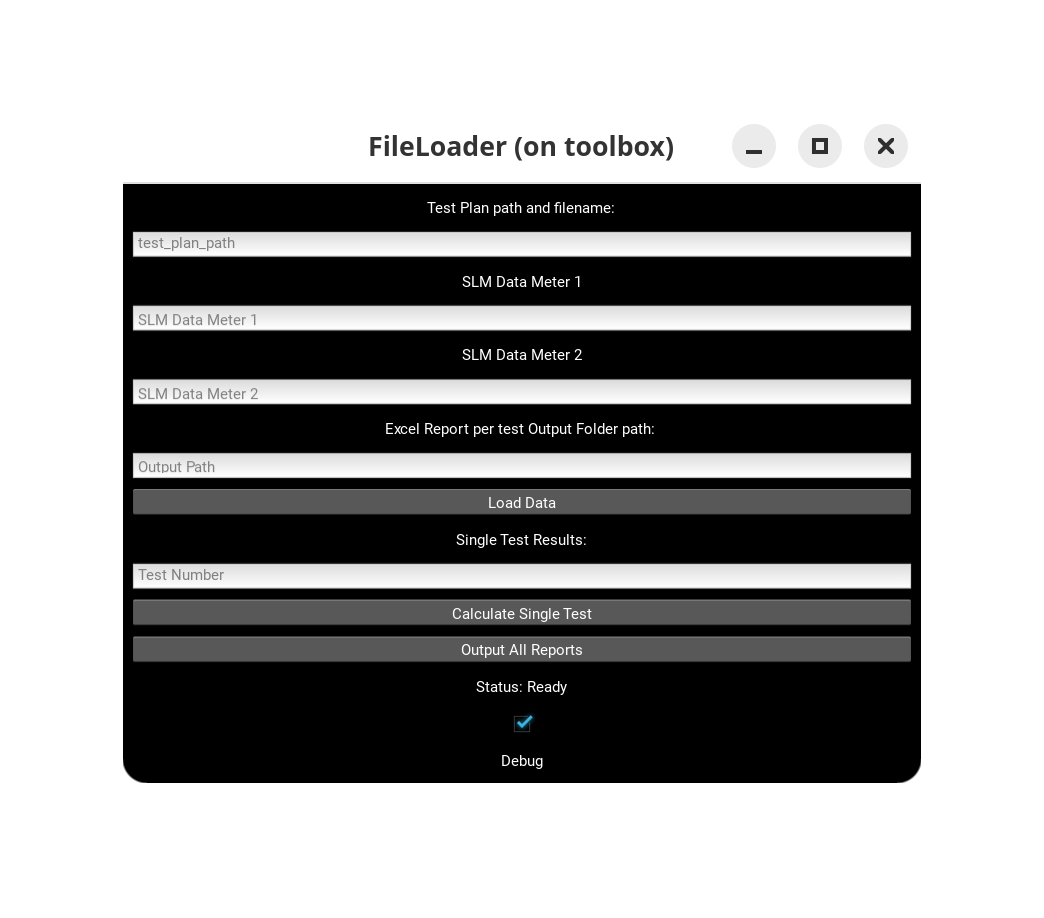 FileLoader (on toolbox)
Test Plan path and filename:
test_plan_path
SLM Data Meter 1
SLM Data Meter 1
SLM Data Meter 2
SLM Data Meter 2
Excel Report per test Output Folder path:
Output Path
Load Data
Single Test Results:
Test Number
Calculate Single Test
Output All Reports
Status: Ready
Debug